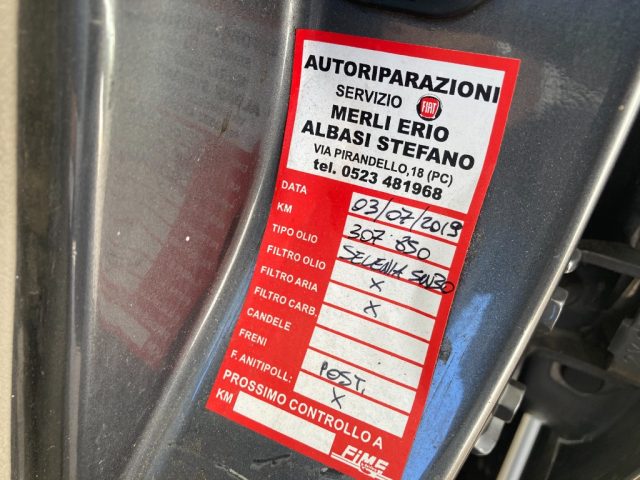 AUTORIPARAZIONI
SERVIZIO FIAT
MERLI ERIO
ALBASI STEFANO
VIA PIRANDELLO,18 (PC)
tel. 0523 481968
DATA 03/07/2019
KM 307.850
TIPO OLIO SELENIA 5W30
FILTRO OLIO X
FILTRO ARIA X
FILTRO CARB.
CANDELE
FRENI POST.
F. ANITIPOLL: X
PROSSIMO CONTROLLO A
KM
FIME